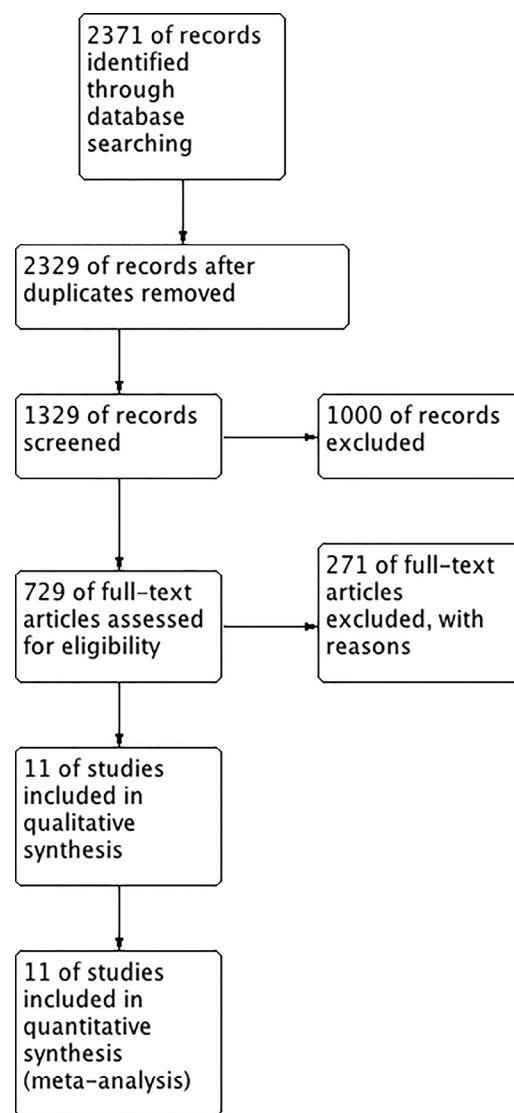 2371 of records
identified
through
database
searching
2329 of records after
duplicates removed
1329 of records
screened
1000 of records
excluded
729 of full-text
articles assessed
for eligibility
271 of full-text
articles
excluded, with
reasons
11 of studies
included in
qualitative
synthesis
11 of studies
included in
quantitative
synthesis
(meta-analysis)